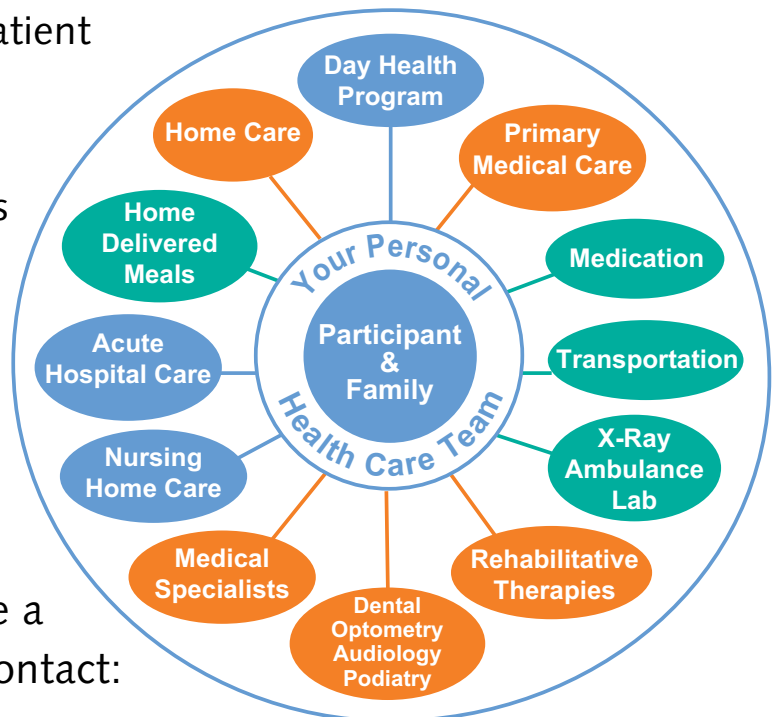 atient
s
e a
ontact:
Day Health
Program
Primary
Medical Care
Medication
Transportation
X-Ray
Ambulance
Lab
Rehabilitative
Therapies
Dental
Optometry
Audiology
Podiatry
Medical
Specialists
Nursing
Home Care
Acute
Hospital Care
Home
Delivered
Meals
Home Care
Your Personal
Health Care Team
Participant
&
Family